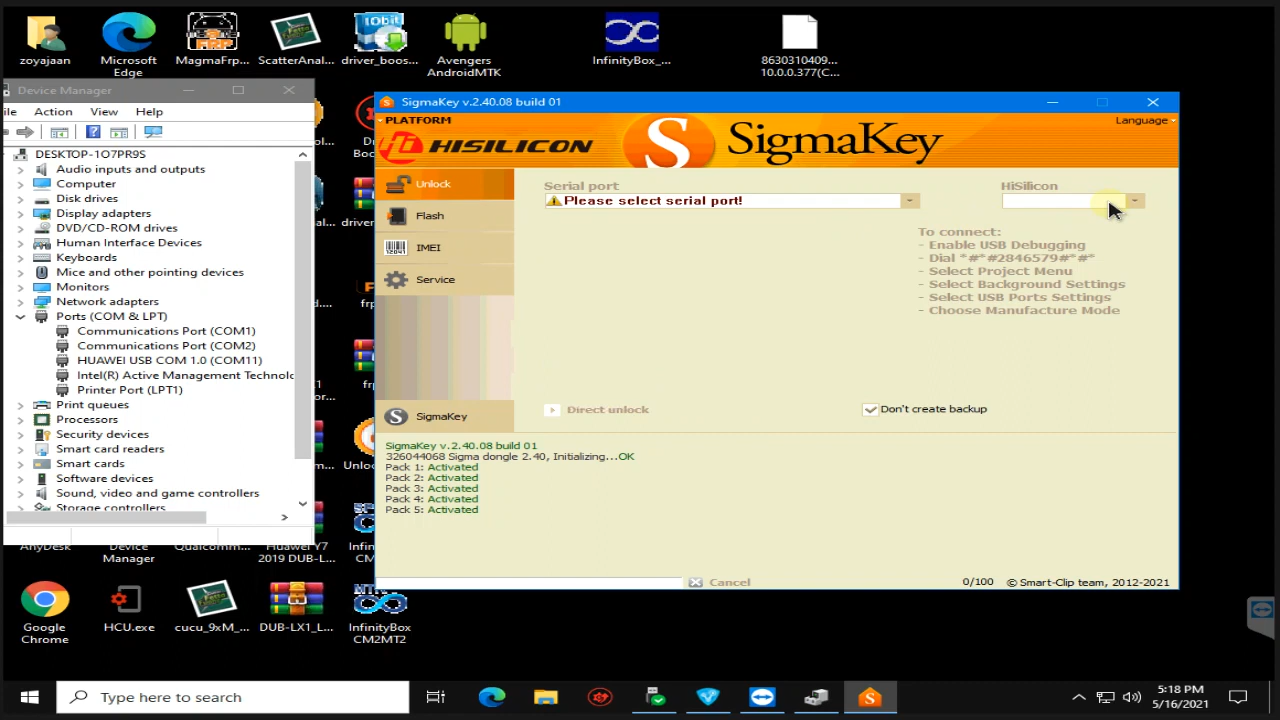 zoyajaan
Microsoft
Edge
MagmaFrp...
ScatterAnal...
driver_boos...
Avengers
AndroidMTK
InfinityBox_...
8630310409...
10.0.0.377(C...
Device Manager
ile Action View Help
DESKTOP-1O7PR9S
Audio inputs and outputs
Computer
Disk drives
Display adapters
DVD/CD-ROM drives
Human Interface Devices
Keyboards
Mice and other pointing devices
Monitors
Network adapters
Ports (COM & LPT)
Communications Port (COM1)
Communications Port (COM2)
HUAWEI USB COM 1.0 (COM11)
Intel(R) Active Management Technolo
Printer Port (LPT1)
Print queues
Processors
Security devices
Smart card readers
Smart cards
Software devices
Sound, video and game controllers
Storage controllers
SigmaKey v.2.40.08 build 01
PLATFORM
Language
HISILICON
SigmaKey
Unlock
Flash
IMEI
Service
SigmaKey
Serial port
Please select serial port!
HiSilicon
To connect:
- Enable USB Debugging
- Dial *#*#2846579#*#*
- Select Project Menu
- Select Background Settings
- Select USB Ports Settings
- Choose Manufacture Mode
Direct unlock
Don't create backup
SigmaKey v.2.40.08 build 01
326044068 Sigma dongle 2.40, Initializing...OK
Pack 1: Activated
Pack 2: Activated
Pack 3: Activated
Pack 4: Activated
Pack 5: Activated
Cancel
0/100
© Smart-Clip team, 2012-2021
AnyDesk
Device
Manager
Qualcomm...
Huawei Y7
2019 DUB-L...
Google
Chrome
HCU.exe
cucu_9xM_...
DUB-LX1_L...
InfinityBox
CM2MT2
Type here to search
5:18 PM
5/16/2021